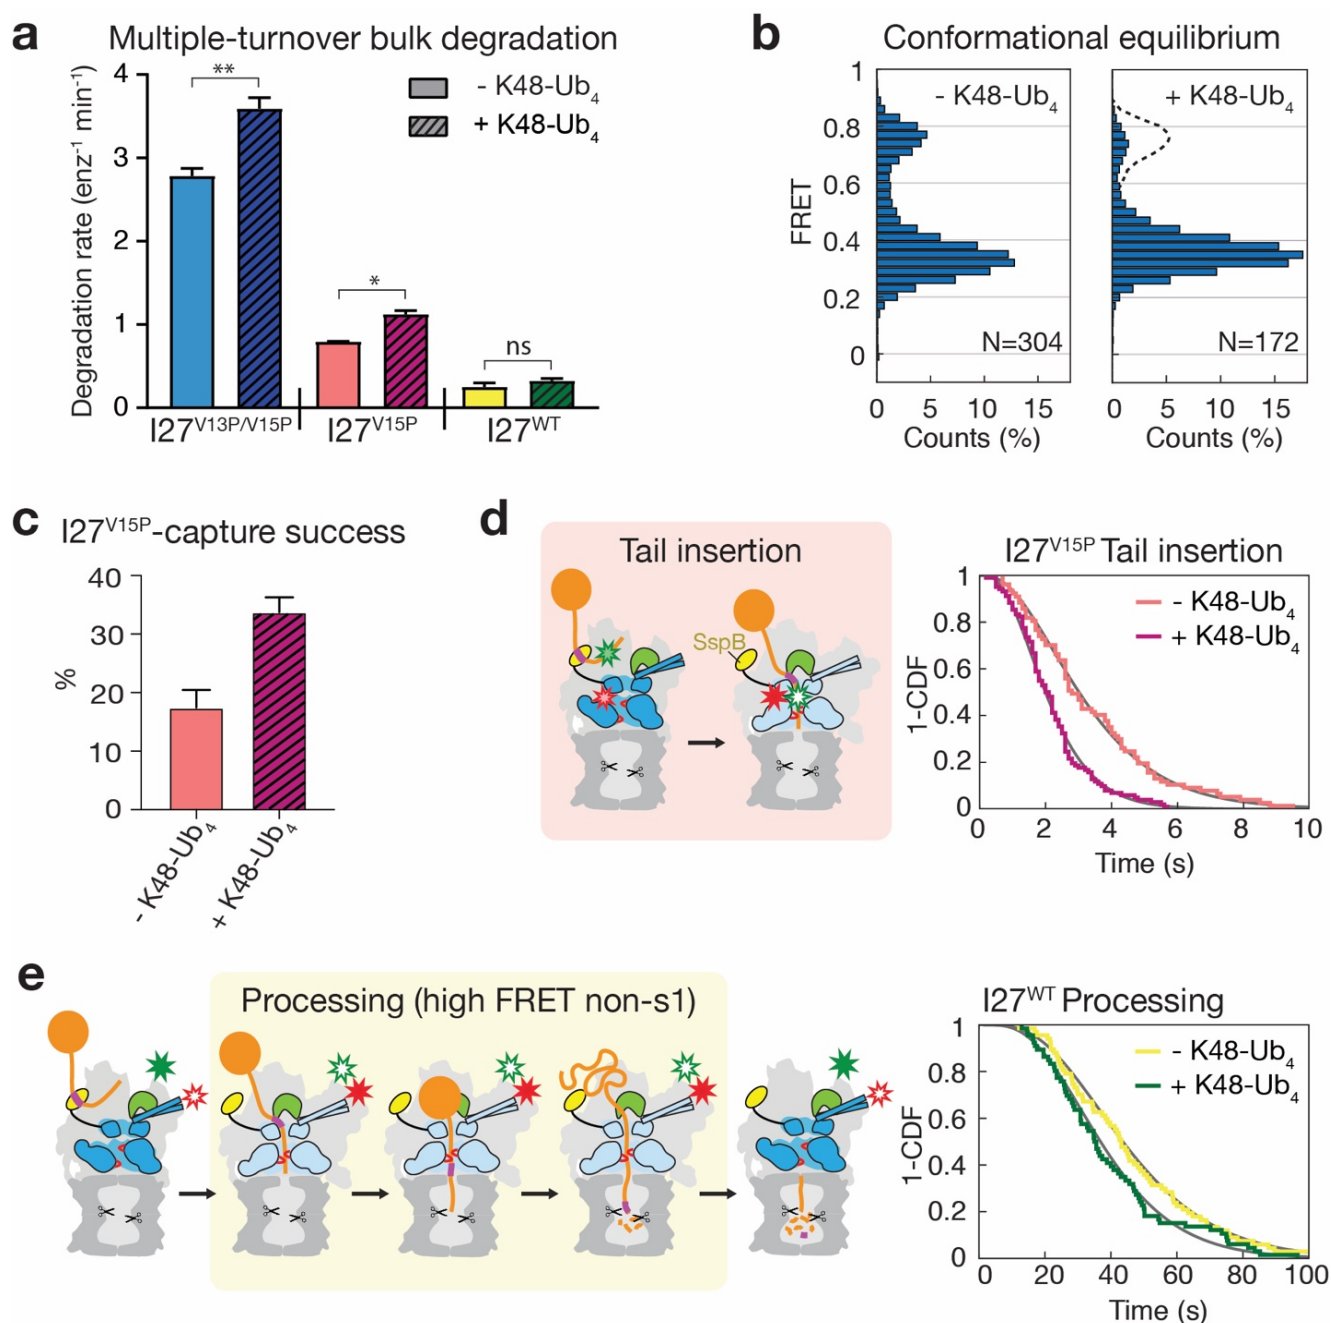 a
Multiple-turnover bulk degradation
Degradation rate (enz⁻¹ min⁻¹)
4
3
2
1
0
**
*
ns
- K48-Ub₄
+ K48-Ub₄
I27ⱽ¹³ᴾ/ⱽ¹⁵ᴾ
I27ⱽ¹⁵ᴾ
I27ᵂᵀ
b
Conformational equilibrium
FRET
1
0.8
0.6
0.4
0.2
0
- K48-Ub₄
N=304
0 5 10 15
Counts (%)
+ K48-Ub₄
N=172
0 5 10 15
Counts (%)
c
I27ⱽ¹⁵ᴾ-capture success
%
40
30
20
10
0
- K48-Ub₄
+ K48-Ub₄
d
Tail insertion
SspB
I27ⱽ¹⁵ᴾ Tail insertion
- K48-Ub₄
+ K48-Ub₄
1-CDF
1
0.8
0.6
0.4
0.2
0
0 2 4 6 8 10
Time (s)
e
Processing (high FRET non-s1)
I27ᵂᵀ Processing
- K48-Ub₄
+ K48-Ub₄
1-CDF
1
0.8
0.6
0.4
0.2
0
0 20 40 60 80 100
Time (s)